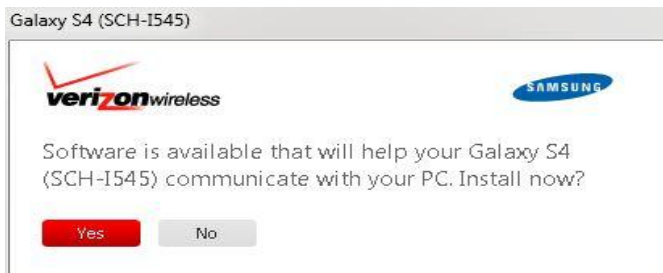 Galaxy S4 (SCH-I545)
verizonwireless
SAMSUNG
Software is available that will help your Galaxy S4
(SCH-I545) communicate with your PC. Install now?
Yes
No